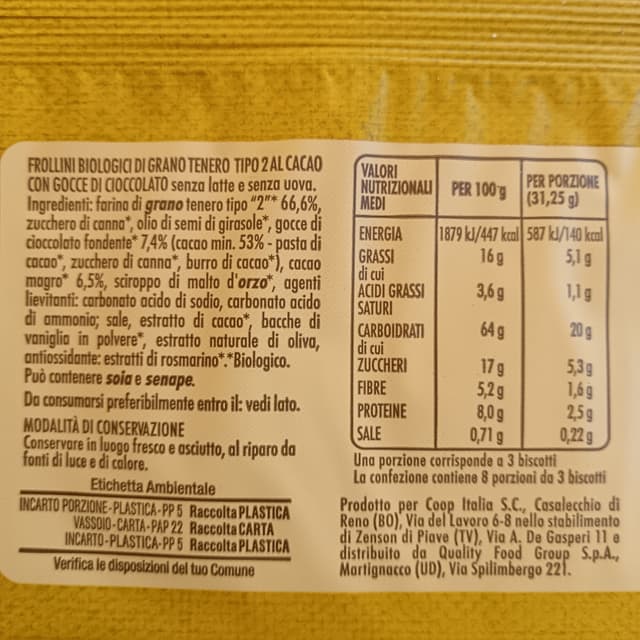 FROLLINI BIOLOGICI DI GRANO TENERO TIPO 2 AL CACAO
CON GOCCE DI CIOCCOLATO senza latte e senza uova.
Ingredienti: farina di grano tenero tipo "2"* 66,6%,
zucchero di canna*, olio di semi di girasole*, gocce di
cioccolato fondente* 7,4% (cacao min. 53% - pasta di
cacao*, zucchero di canna*, burro di cacao*), cacao
magro* 6,5%, sciroppo di malto d'orzo*, agenti
lievitanti: carbonato acido di sodio, carbonato acido
di ammonio; sale, estratto di cacao*, bacche di
vaniglia in polvere*, estratto naturale di oliva,
antiossidante: estratti di rosmarino*.*Biologico.
Può contenere soia e senape.
Da consumarsi preferibilmente entro il: vedi lato.
MODALITÀ DI CONSERVAZIONE
Conservare in luogo fresco e asciutto, al riparo da
fonti di luce e di calore.
Etichetta Ambientale
INCARTO PORZIONE-PLASTICA-PP 5 Raccolta PLASTICA
VASSOIO-CARTA-PAP 22 Raccolta CARTA
INCARTO-PLASTICA-PP 5 Raccolta PLASTICA
Verifica le disposizioni del tuo Comune
VALORI
NUTRIZIONALI
MEDI
PER 100 g
PER PORZIONE
(31,25 g)
ENERGIA 1879 kJ/447 kcal 587 kJ/140 kcal
GRASSI 16 g 5,1 g
di cui
ACIDI GRASSI 3,6 g 1,1 g
SATURI
CARBOIDRATI 64 g 20 g
di cui
ZUCCHERI 17 g 5,3 g
FIBRE 5,2 g 1,6 g
PROTEINE 8,0 g 2,5 g
SALE 0,71 g 0,22 g
Una porzione corrisponde a 3 biscotti
La confezione contiene 8 porzioni da 3 biscotti
Prodotto per Coop Italia S.C., Casalecchio di
Reno (BO), Via del Lavoro 6-8 nello stabilimento
di Zenson di Piave (TV), Via A. De Gasperi 11 e
distribuito da Quality Food Group S.p.A.,
Martignacco (UD), Via Spilimbergo 221.